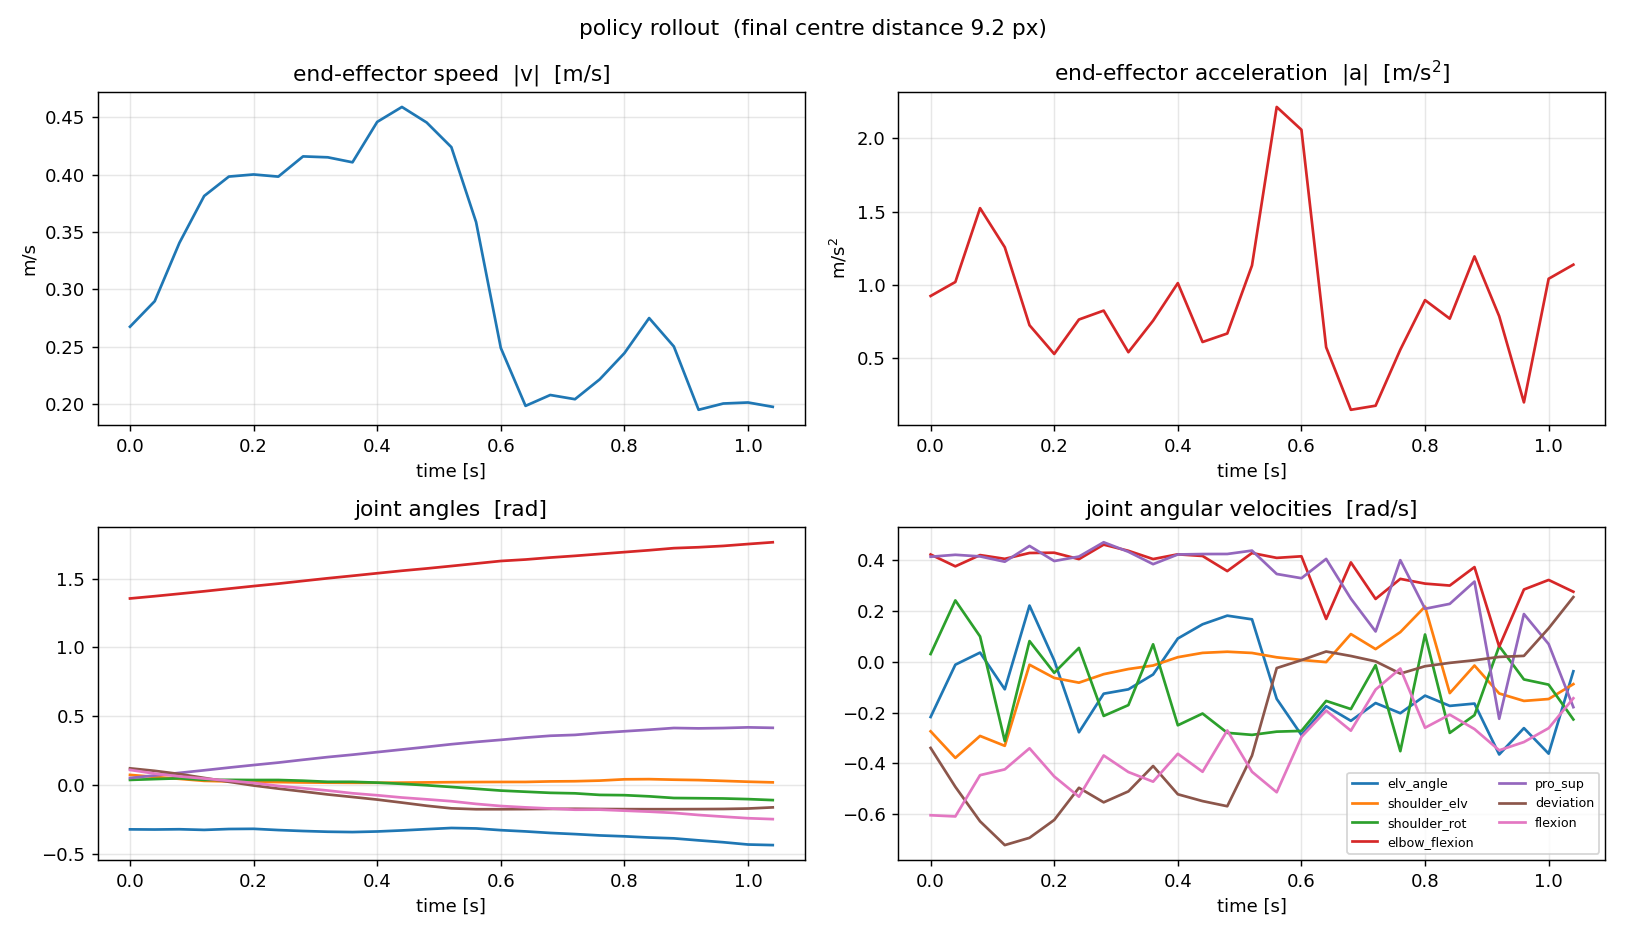 policy rollout  (final centre distance 9.2 px)
end-effector speed  |v|  [m/s]
m/s
0.45
0.40
0.35
0.30
0.25
0.20
0.0 0.2 0.4 0.6 0.8 1.0
time [s]
end-effector acceleration  |a|  [m/s²]
m/s²
2.0
1.5
1.0
0.5
0.0 0.2 0.4 0.6 0.8 1.0
time [s]
joint angles  [rad]
1.5
1.0
0.5
0.0
−0.5
0.0 0.2 0.4 0.6 0.8 1.0
time [s]
joint angular velocities  [rad/s]
0.4
0.2
0.0
−0.2
−0.4
−0.6
elv_angle
shoulder_elv
shoulder_rot
elbow_flexion
pro_sup
deviation
flexion
0.0 0.2 0.4 0.6 0.8 1.0
time [s]